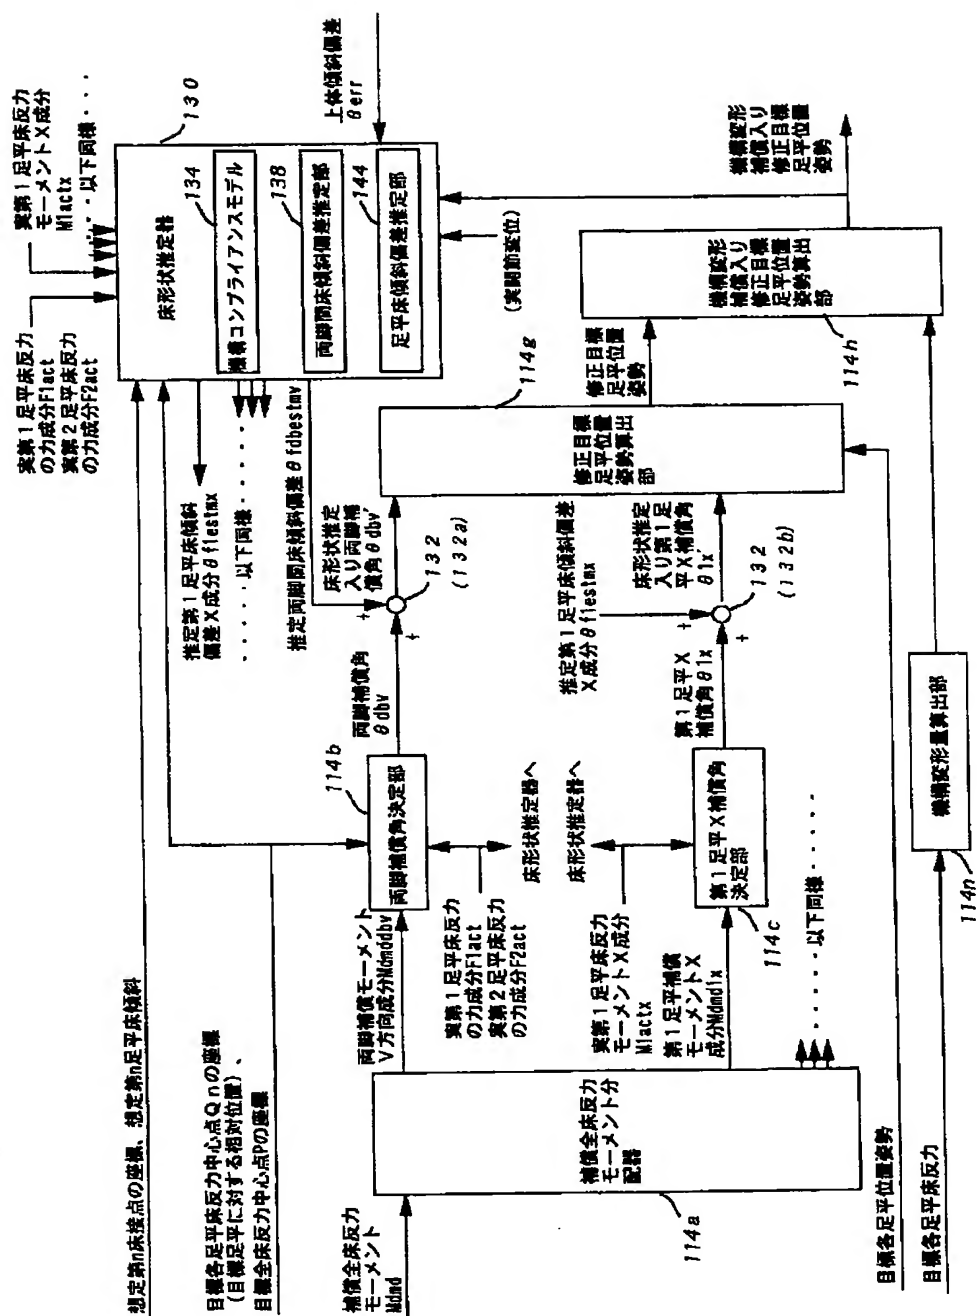 実第1足平床反力
の力成分F1act
実第2足平床反力
の力成分F2act
実第1足平床反力
モーメントX成分
M1actx
・・・以下同様・・・
130
床形状推定器
134
機構コンプライアンスモデル
138
両脚間床傾斜偏差推定部
144
足平床傾斜偏差推定部
上体傾斜偏差
θerr
(実関節変位)
想定第n床接点の座標、想定第n足平床傾斜
目標各足平床反力中心点Qnの座標
(目標足平に対する相対位置)、
目標全床反力中心点Pの座標
推定第1足平床傾斜
偏差X成分θf1estmx
・・・・・以下同様・・・・・
推定両脚間床傾斜偏差θfdbestmv
床形状推定
入り両脚補
償角θdbv'
+
+
132
(132a)
両脚補償角
θdbv
114b
両脚補償角決定部
補償全床反力
モーメント
Mdmd
114a
補償全床反力
モーメント分
配器
両脚補償モーメント
V方向成分Mdmddbv
実第1足平床反力
の力成分F1act
実第2足平床反力
の力成分F2act
床形状推定器へ
床形状推定器へ
実第1足平床反力
モーメントX成分
M1actx
第1足平補償
モーメントX
成分Mdmd1x
114c
第1足平X補償角
決定部
第1足平X
補償角θ1x
推定第1足平床傾斜偏差
X成分θf1estmx
+
+
132
(132b)
床形状推定
入り第1足
平X補償角
θ1x'
・・・・・以下同様・・・・・
114g
修正目標
足平位置
姿勢算出
部
修正目標
足平位置
姿勢
114h
機構変形
補償入り
修正目標
足平位置
姿勢算出
部
機構変形
補償入り
修正目標
足平位置
姿勢
目標各足平位置姿勢
目標各足平床反力
114n
機構変形量算出部